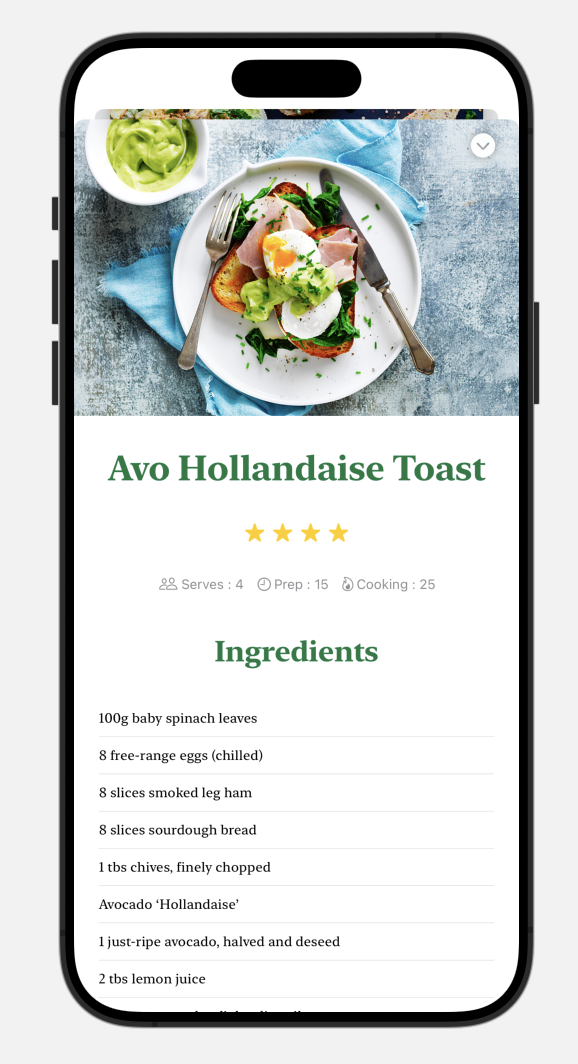 Avo Hollandaise Toast
Serves : 4 Prep : 15 Cooking : 25
Ingredients
100g baby spinach leaves
8 free-range eggs (chilled)
8 slices smoked leg ham
8 slices sourdough bread
1 tbs chives, finely chopped
Avocado ‘Hollandaise’
1 just-ripe avocado, halved and deseed
2 tbs lemon juice